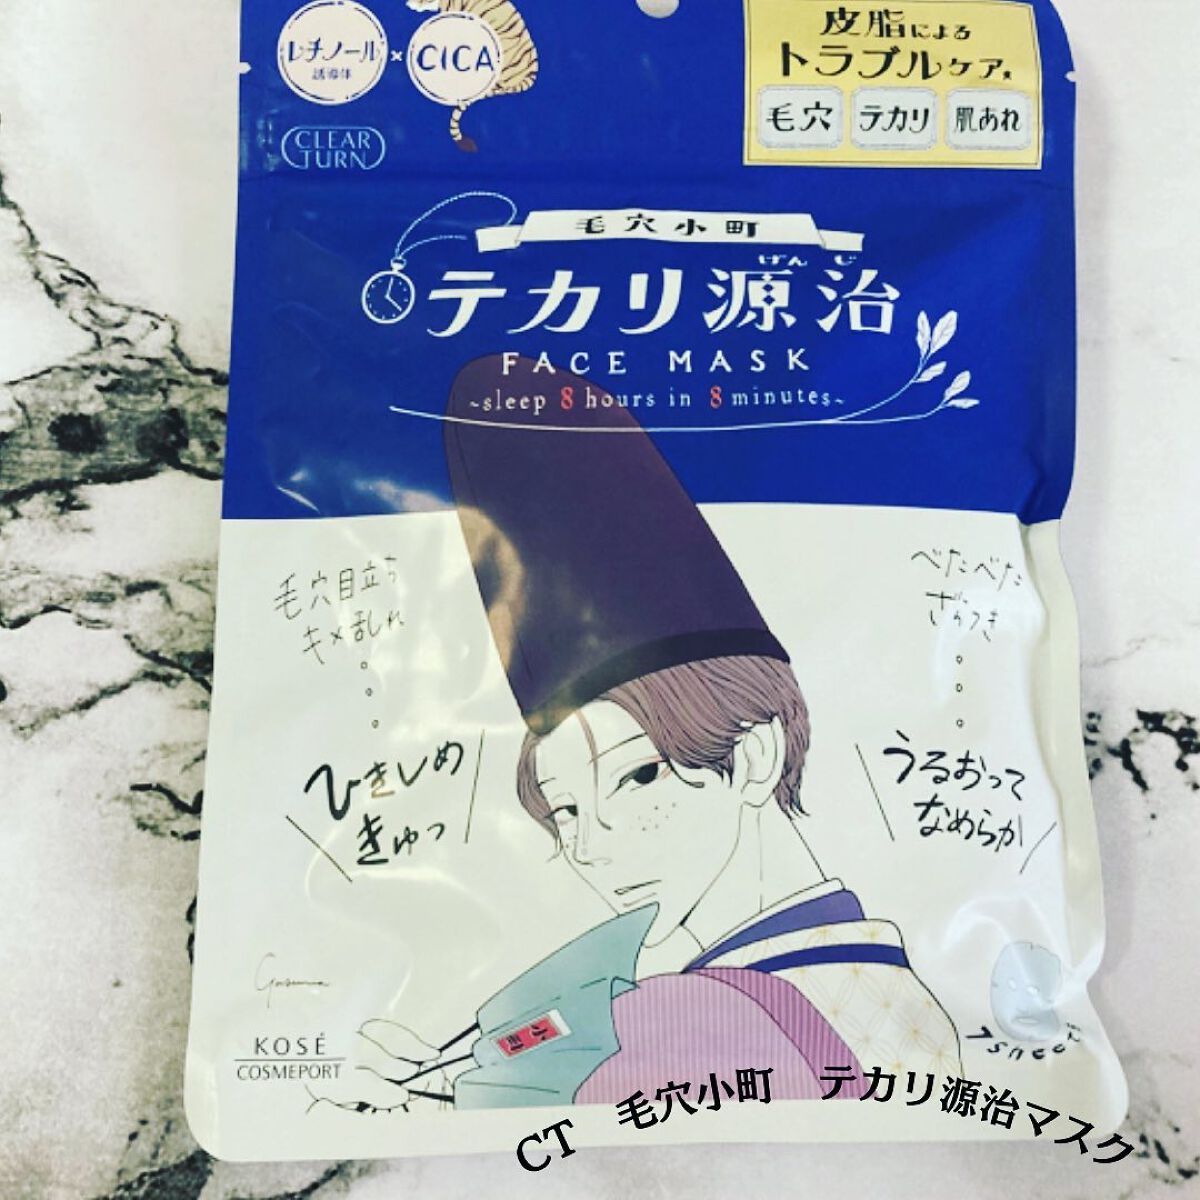 レチノール
誘導体
×
CICA
皮脂による
トラブルケア
毛穴
テカリ
肌あれ
CLEAR
TURN
毛穴小町
げんじ
テカリ源治
FACE MASK
~sleep 8 hours in 8 minutes~
毛穴目立ち
キメ乱れ
ひきしめ
きゅっ
べたべた
ざらつき
うるおって
なめらか
小町
7sheets
KOSÉ
COSMEPORT
CT 毛穴小町 テカリ源治マスク